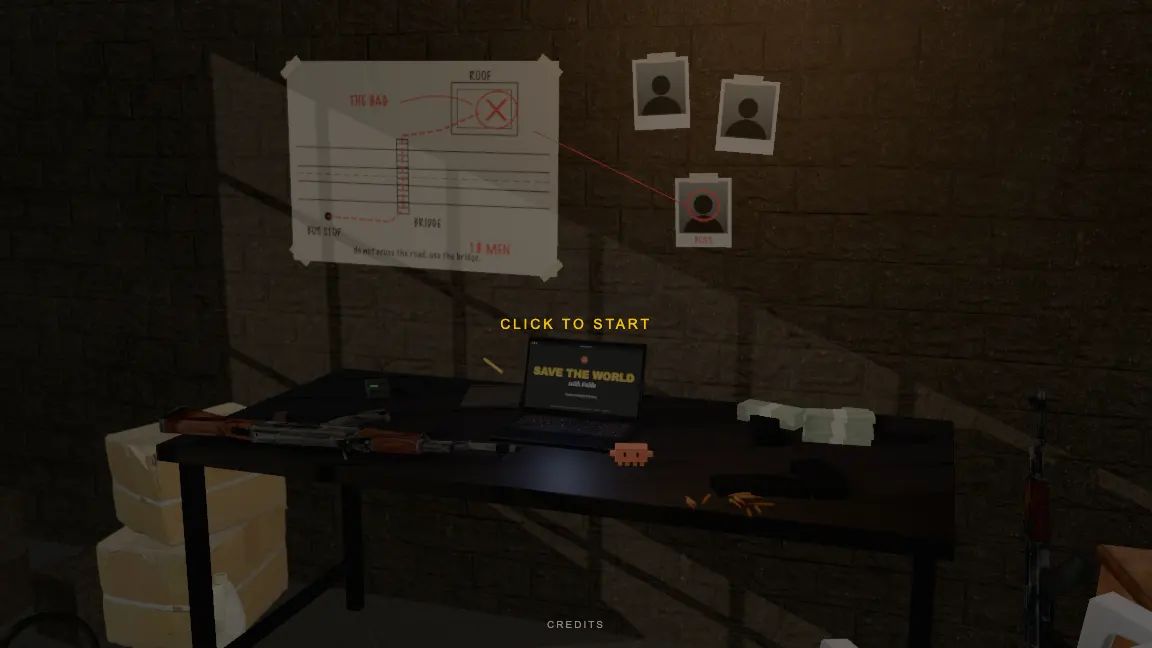 ROOF
THE BAD
BRIDGE
BUS STOP
18 MEN
do not cross the road, use the bridge.
BOSS
CLICK TO START
SAVE THE WORLD
CREDITS